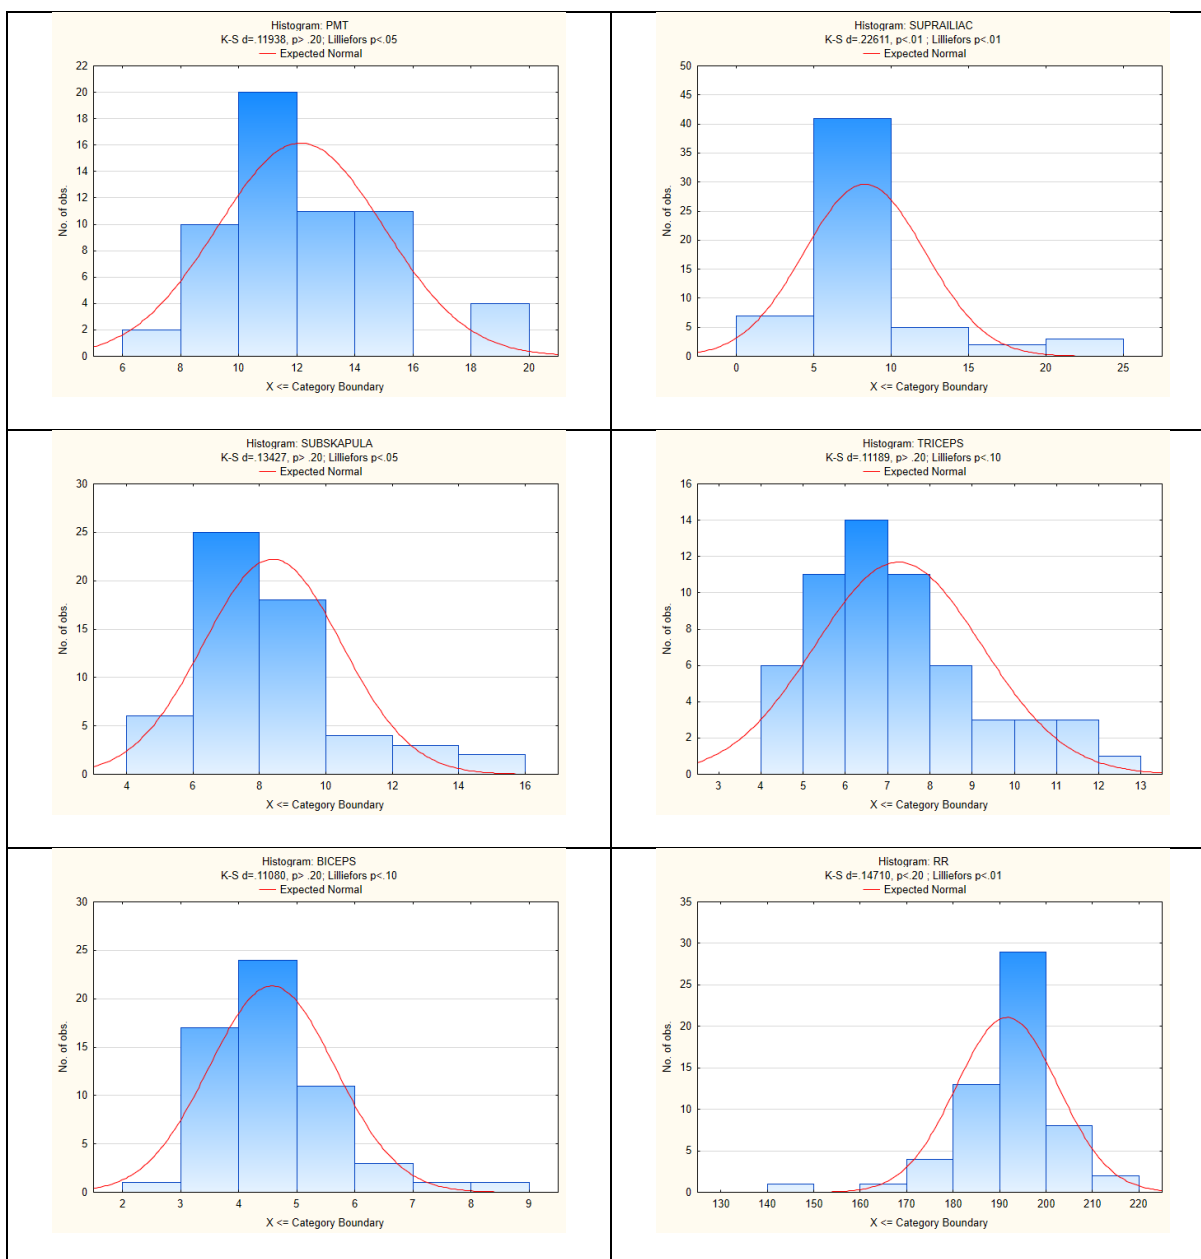 Histogram: PMT
K-S d=.11938, p> .20; Lilliefors p<.05
Expected Normal
22
20
18
16
14
12
10
8
6
4
2
0
No. of obs.
6 8 10 12 14 16 18 20
X <= Category Boundary
Histogram: SUPRAILIAC
K-S d=.22611, p<.01 ; Lilliefors p<.01
Expected Normal
50
45
40
35
30
25
20
15
10
5
0
No. of obs.
0 5 10 15 20 25
X <= Category Boundary
Histogram: SUBSKAPULA
K-S d=.13427, p> .20; Lilliefors p<.05
Expected Normal
30
25
20
15
10
5
0
No. of obs.
4 6 8 10 12 14 16
X <= Category Boundary
Histogram: TRICEPS
K-S d=.11189, p> .20; Lilliefors p<.10
Expected Normal
16
14
12
10
8
6
4
2
0
No. of obs.
3 4 5 6 7 8 9 10 11 12 13
X <= Category Boundary
Histogram: BICEPS
K-S d=.11080, p> .20; Lilliefors p<.10
Expected Normal
30
25
20
15
10
5
0
No. of obs.
2 3 4 5 6 7 8 9
X <= Category Boundary
Histogram: RR
K-S d=.14710, p<.20 ; Lilliefors p<.01
Expected Normal
35
30
25
20
15
10
5
0
No. of obs.
130 140 150 160 170 180 190 200 210 220
X <= Category Boundary